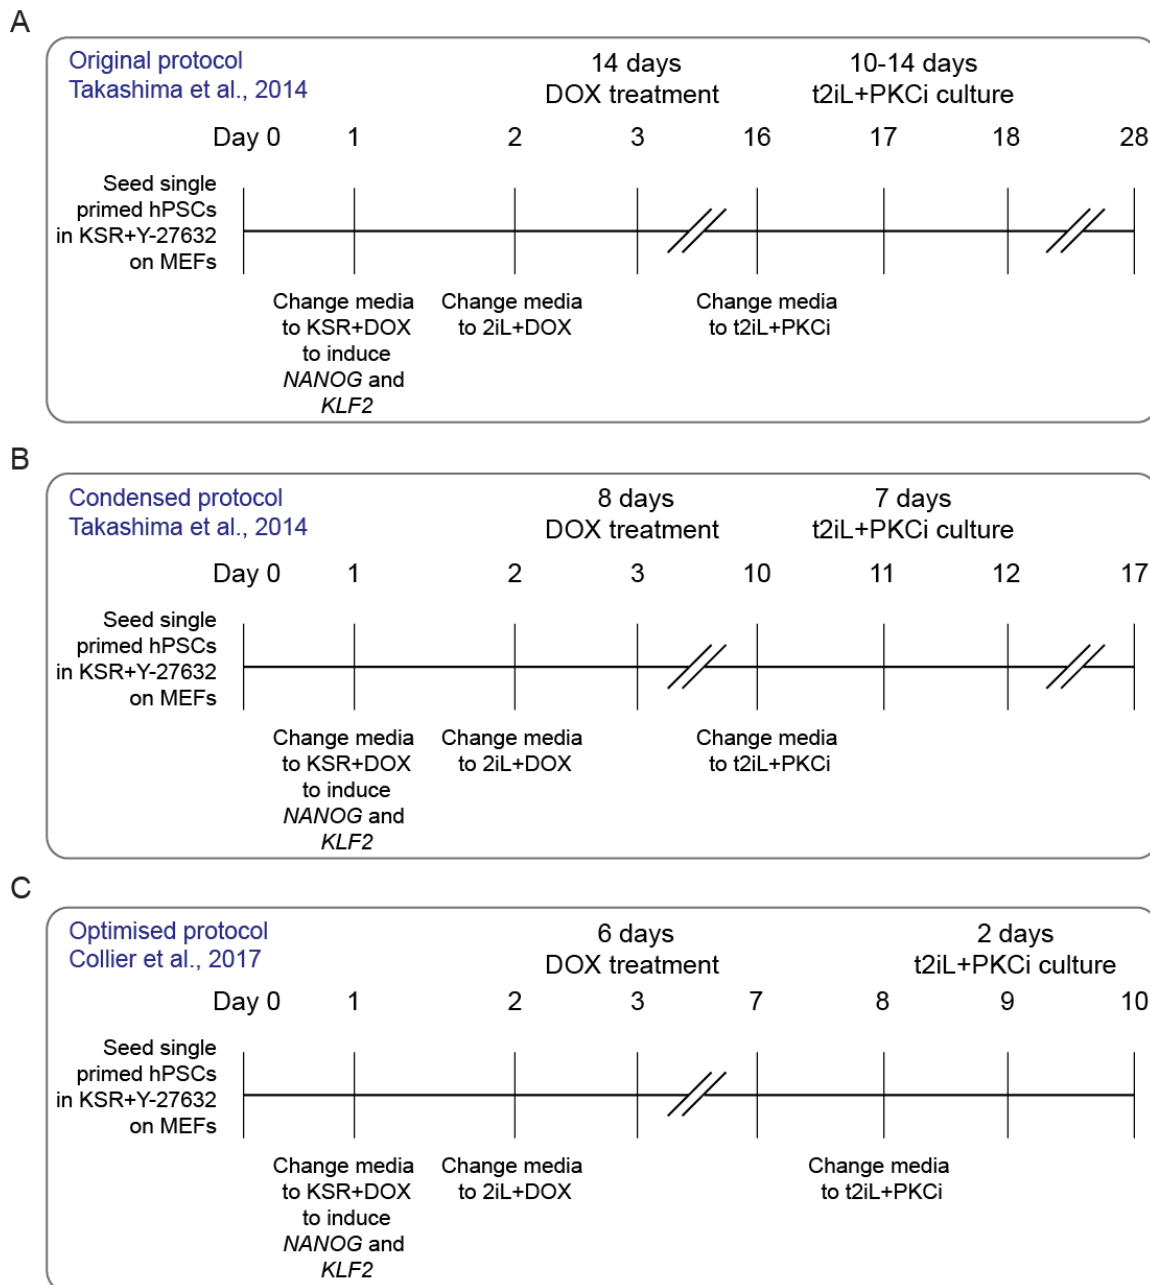 A
Original protocol
Takashima et al., 2014
14 days
DOX treatment
10-14 days
t2iL+PKCi culture
Day 0 1 2 3 16 17 18 28
Seed single
primed hPSCs
in KSR+Y-27632
on MEFs
Change media
to KSR+DOX
to induce
NANOG and
KLF2
Change media
to 2iL+DOX
Change media
to t2iL+PKCi
B
Condensed protocol
Takashima et al., 2014
8 days
DOX treatment
7 days
t2iL+PKCi culture
Day 0 1 2 3 10 11 12 17
Seed single
primed hPSCs
in KSR+Y-27632
on MEFs
Change media
to KSR+DOX
to induce
NANOG and
KLF2
Change media
to 2iL+DOX
Change media
to t2iL+PKCi
C
Optimised protocol
Collier et al., 2017
6 days
DOX treatment
2 days
t2iL+PKCi culture
Day 0 1 2 3 7 8 9 10
Seed single
primed hPSCs
in KSR+Y-27632
on MEFs
Change media
to KSR+DOX
to induce
NANOG and
KLF2
Change media
to 2iL+DOX
Change media
to t2iL+PKCi